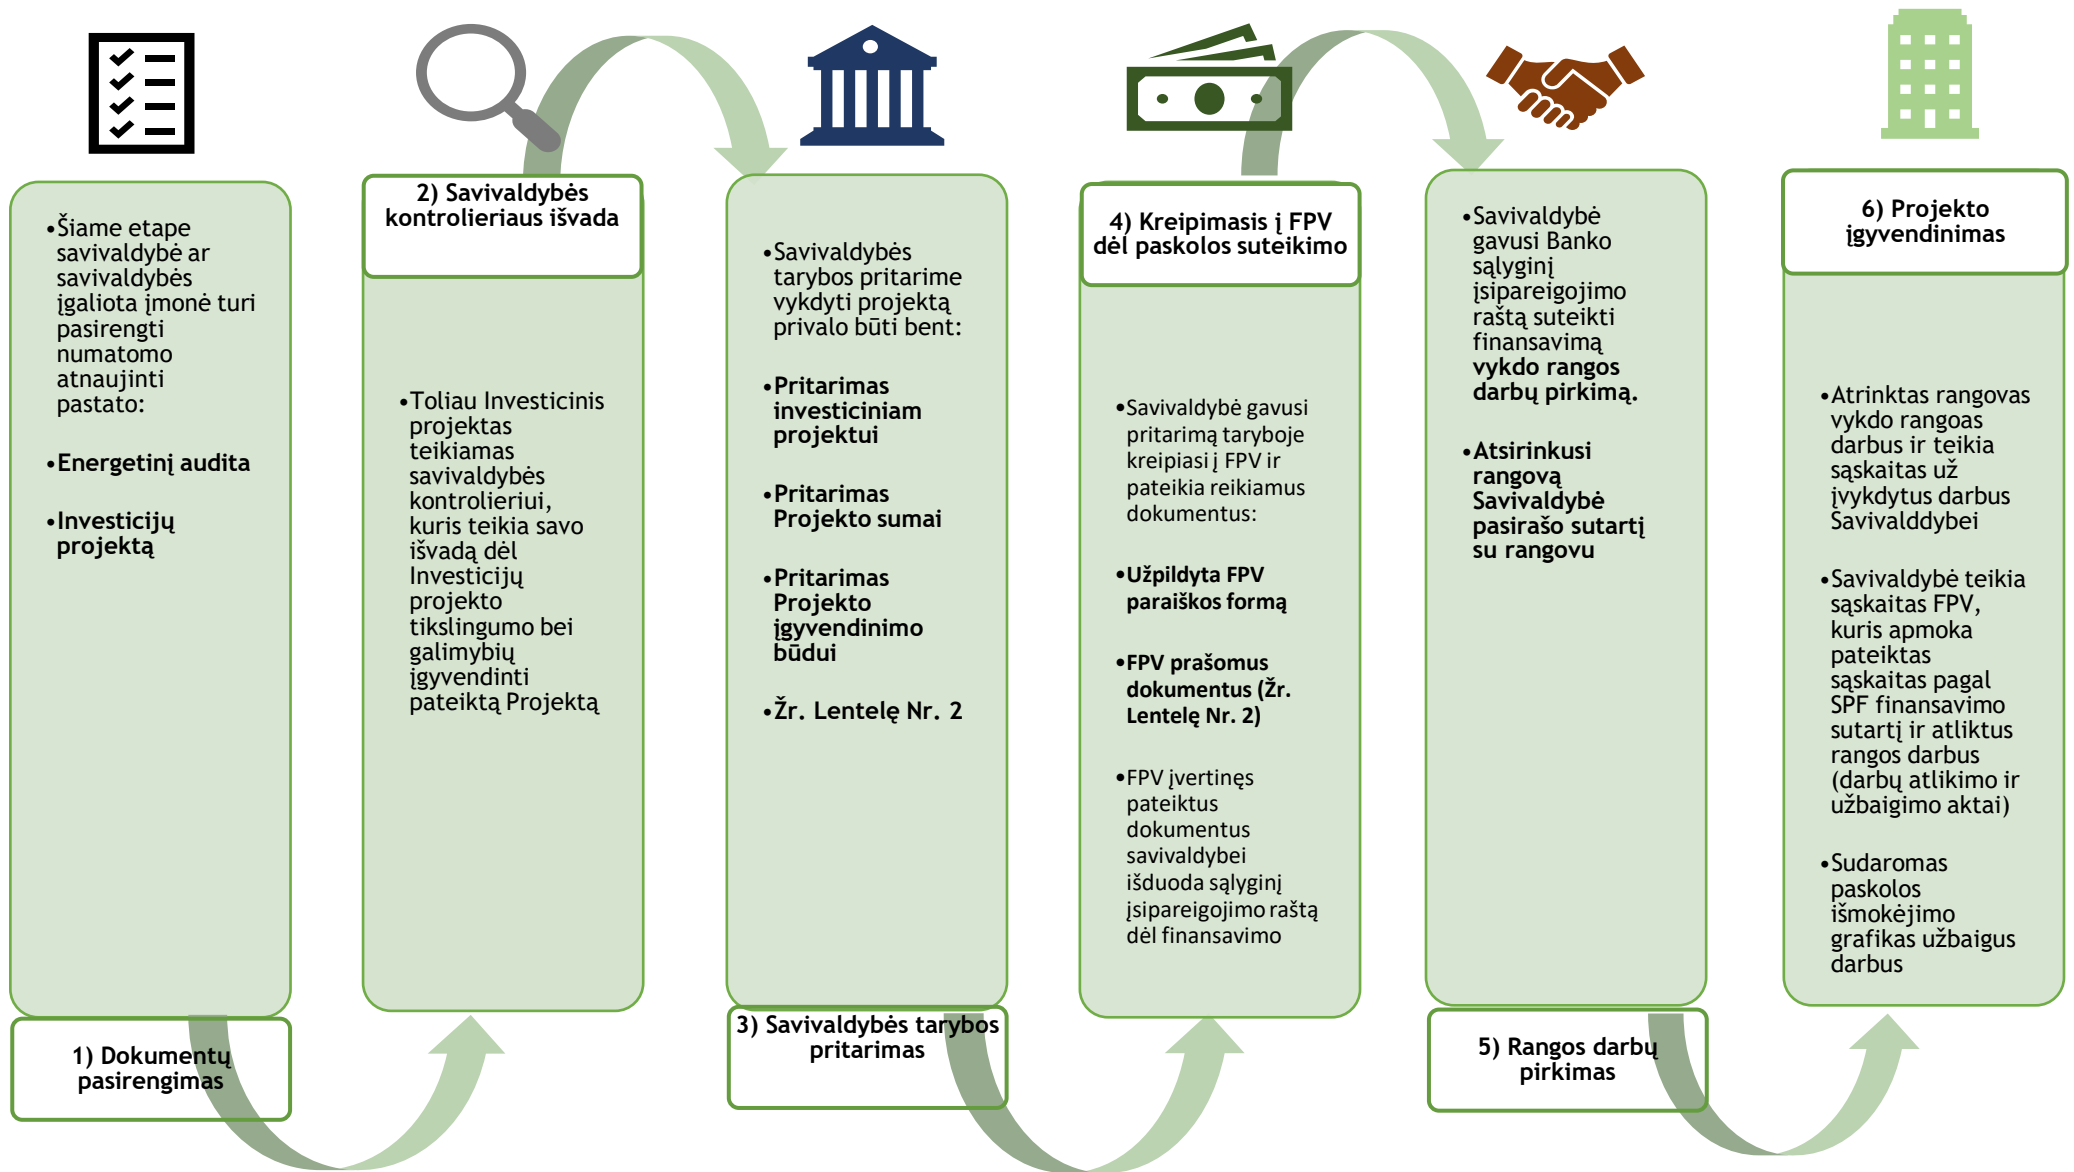 •Šiame etape
savivaldybė ar
savivaldybės
įgaliota įmonė turi
pasirengti
numatomo
atnaujinti
pastato:
•Energetinį audita
•Investicijų
projektą
1) Dokumentų
pasirengimas
2) Savivaldybės
kontrolieriaus išvada
•Toliau Investicinis
projektas
teikiamas
savivaldybės
kontrolieriui,
kuris teikia savo
išvadą dėl
Investicijų
projekto
tikslingumo bei
galimybių
įgyvendinti
pateiktą Projektą
•Savivaldybės
tarybos pritarime
vykdyti projektą
privalo būti bent:
•Pritarimas
investiciniam
projektui
•Pritarimas
Projekto sumai
•Pritarimas
Projekto
įgyvendinimo
būdui
•Žr. Lentelę Nr. 2
3) Savivaldybės tarybos
pritarimas
4) Kreipimasis į FPV
dėl paskolos suteikimo
•Savivaldybė gavusi
pritarimą taryboje
kreipiasi į FPV ir
pateikia reikiamus
dokumentus:
•Užpildyta FPV
paraiškos formą
•FPV prašomus
dokumentus (Žr.
Lentelę Nr. 2)
•FPV įvertinęs
pateiktus
dokumentus
savivaldybei
išduoda sąlyginį
įsipareigojimo raštą
dėl finansavimo
•Savivaldybė
gavusi Banko
sąlyginį
įsipareigojimo
raštą suteikti
finansavimą
vykdo rangos
darbų pirkimą.
•Atsirinkusi
rangovą
Savivaldybė
pasirašo sutartį
su rangovu
5) Rangos darbų
pirkimas
6) Projekto
įgyvendinimas
•Atrinktas rangovas
vykdo rangoas
darbus ir teikia
sąskaitas už
įvykdytus darbus
Savivalddybei
•Savivaldybė teikia
sąskaitas FPV,
kuris apmoka
pateiktas
sąskaitas pagal
SPF finansavimo
sutartį ir atliktus
rangos darbus
(darbų atlikimo ir
užbaigimo aktai)
•Sudaromas
paskolos
išmokėjimo
grafikas užbaigus
darbus